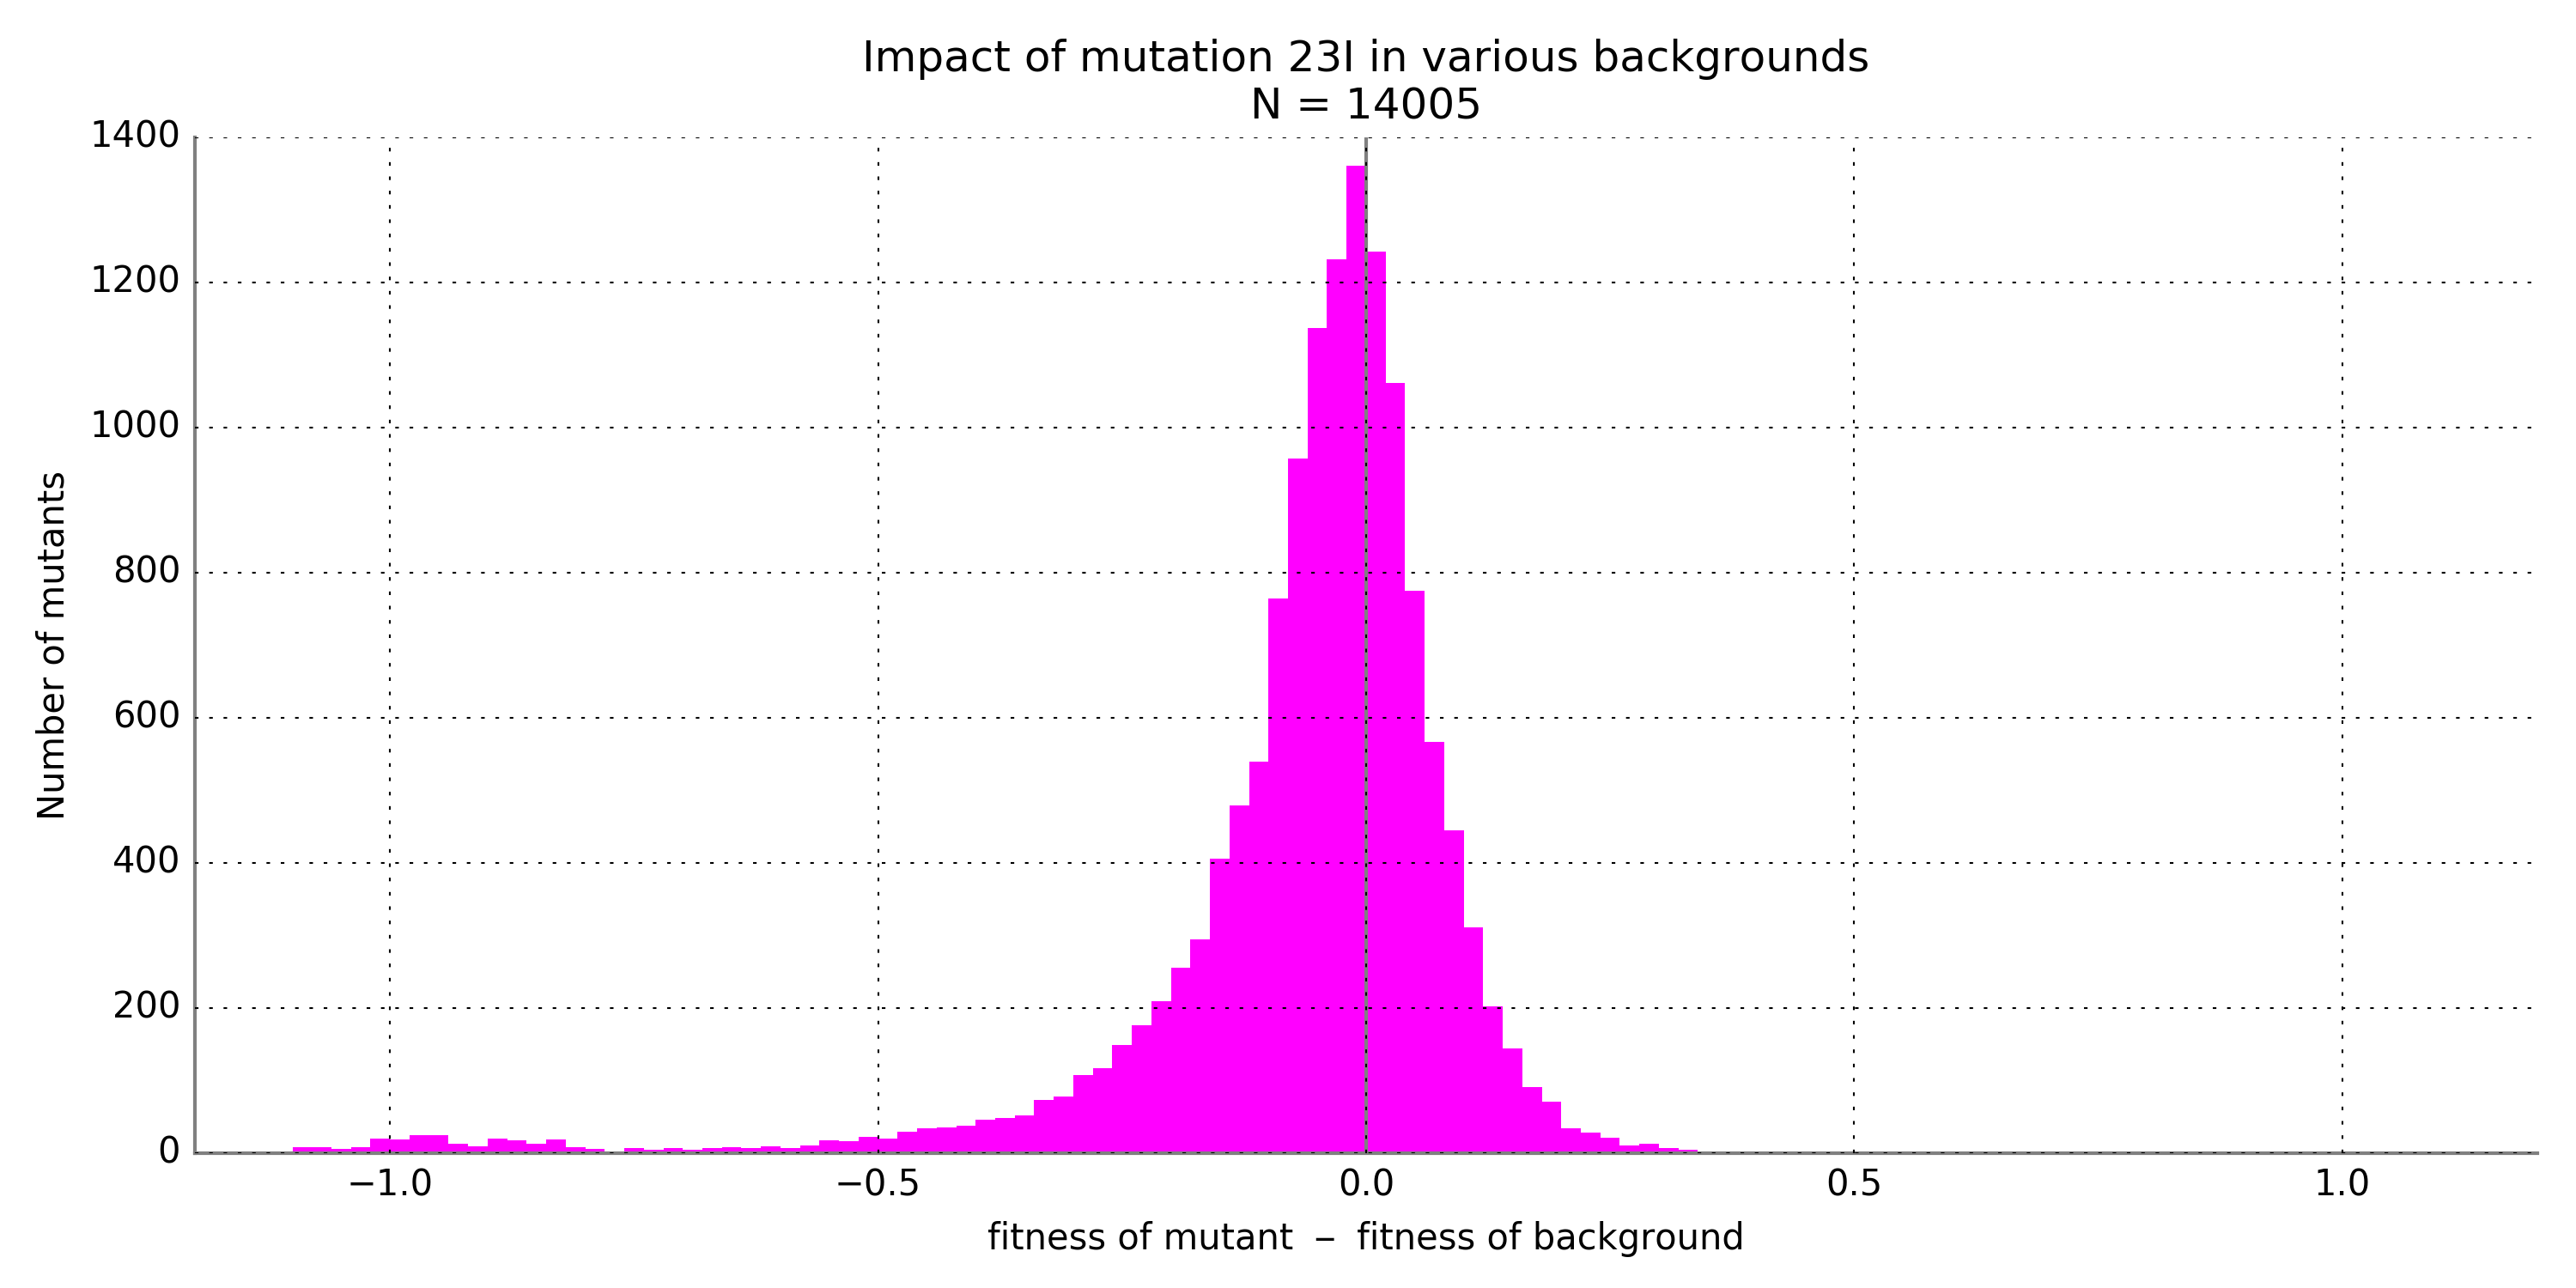 Impact of mutation 23I in various backgrounds
N = 14005
1400
1200
1000
800
600
400
200
0
Number of mutants
−1.0 −0.5 0.0 0.5 1.0
fitness of mutant – fitness of background